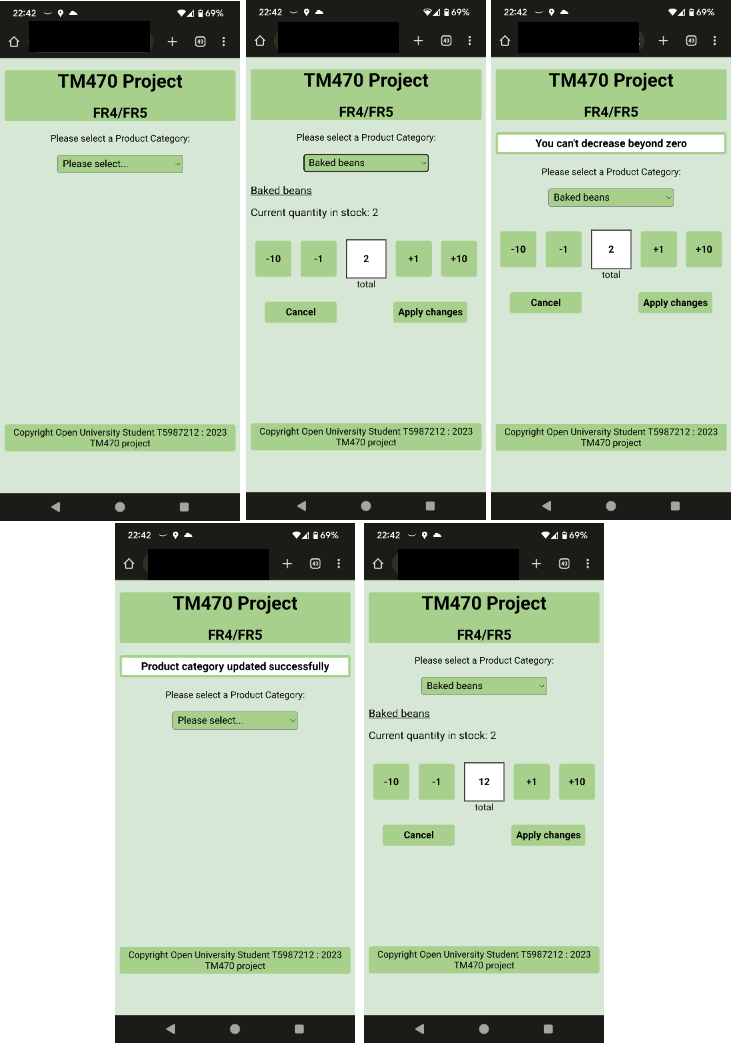 22:42
69%
43
TM470 Project
FR4/FR5
Please select a Product Category:
Please select...
Copyright Open University Student T5987212 : 2023
TM470 project
22:42
69%
43
TM470 Project
FR4/FR5
Please select a Product Category:
Baked beans
Baked beans
Current quantity in stock: 2
-10 -1 2 +1 +10
total
Cancel Apply changes
Copyright Open University Student T5987212 : 2023
TM470 project
22:42
69%
43
TM470 Project
FR4/FR5
You can't decrease beyond zero
Please select a Product Category:
Baked beans
-10 -1 2 +1 +10
total
Cancel Apply changes
Copyright Open University Student T5987212 : 2023
TM470 project
22:42
69%
43
TM470 Project
FR4/FR5
Product category updated successfully
Please select a Product Category:
Please select...
Copyright Open University Student T5987212 : 2023
TM470 project
22:42
69%
43
TM470 Project
FR4/FR5
Please select a Product Category:
Baked beans
Baked beans
Current quantity in stock: 2
-10 -1 12 +1 +10
total
Cancel Apply changes
Copyright Open University Student T5987212 : 2023
TM470 project